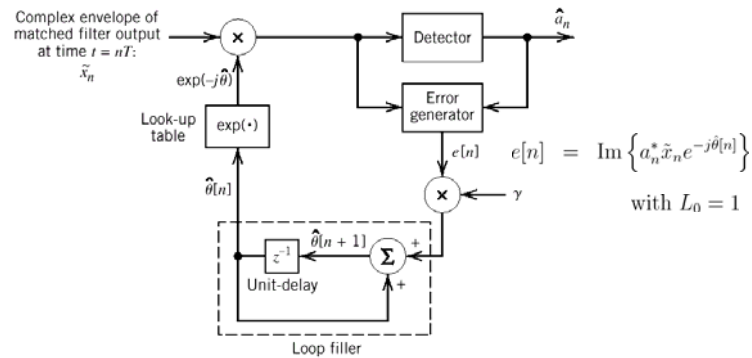 Complex envelope of
matched filter output
at time t = nT:
x̃ₙ
×
âₙ
Detector
exp(−jθ̂)
Look-up
table
exp(·)
Error
generator
e[n]
e[n] = Im {aₙ* x̃ₙ e^{−jθ̂[n]}}
with L₀ = 1
θ̂[n]
×
γ
θ̂[n + 1]
+
z⁻¹
Σ
+
Unit-delay
Loop filler